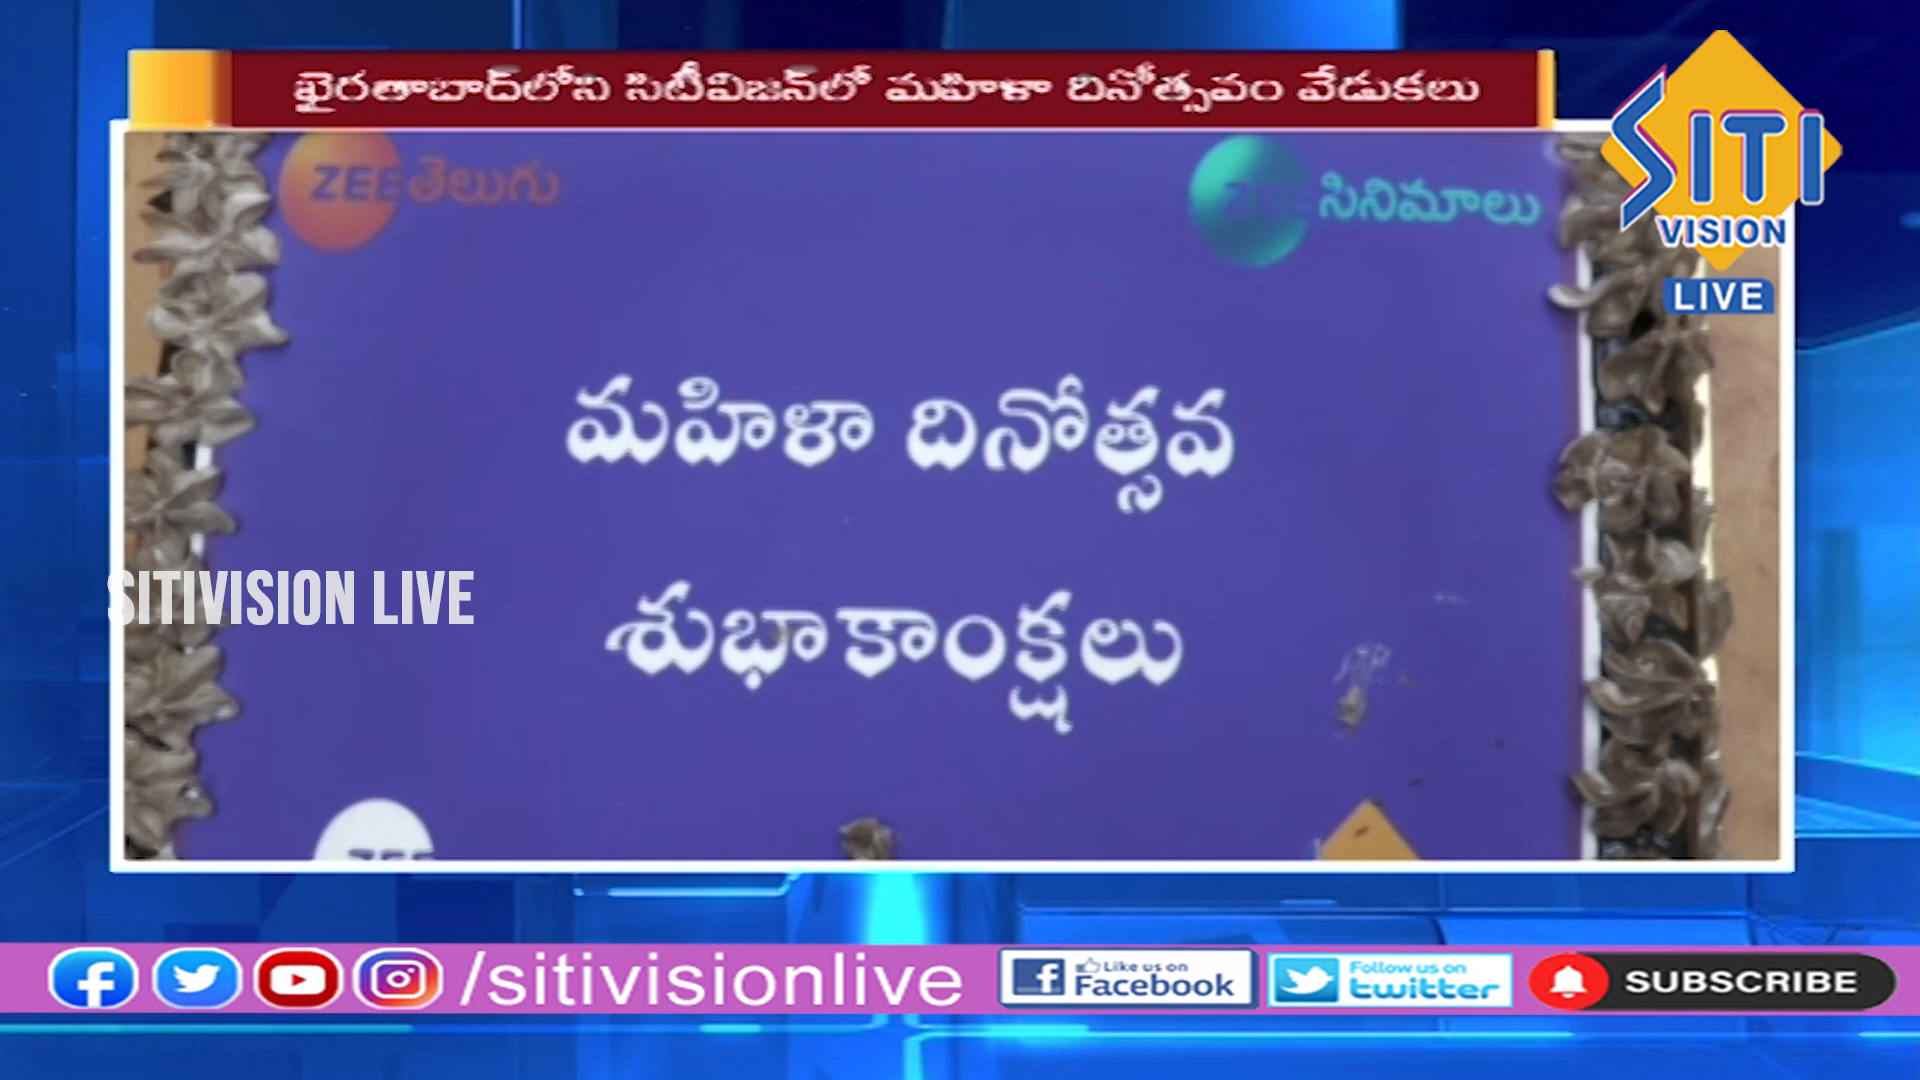 ఖైరతాబాద్‌లోని సిటీవిజన్‌లో మహిళా దినోత్సవం వేడుకలు
SITI
VISION
LIVE
ZEE తెలుగు
ZEE సినిమాలు
మహిళా దినోత్సవ
శుభాకాంక్షలు
SITIVISION LIVE
/sitivisionlive
Like us on
Facebook
Follow us on
twitter
SUBSCRIBE